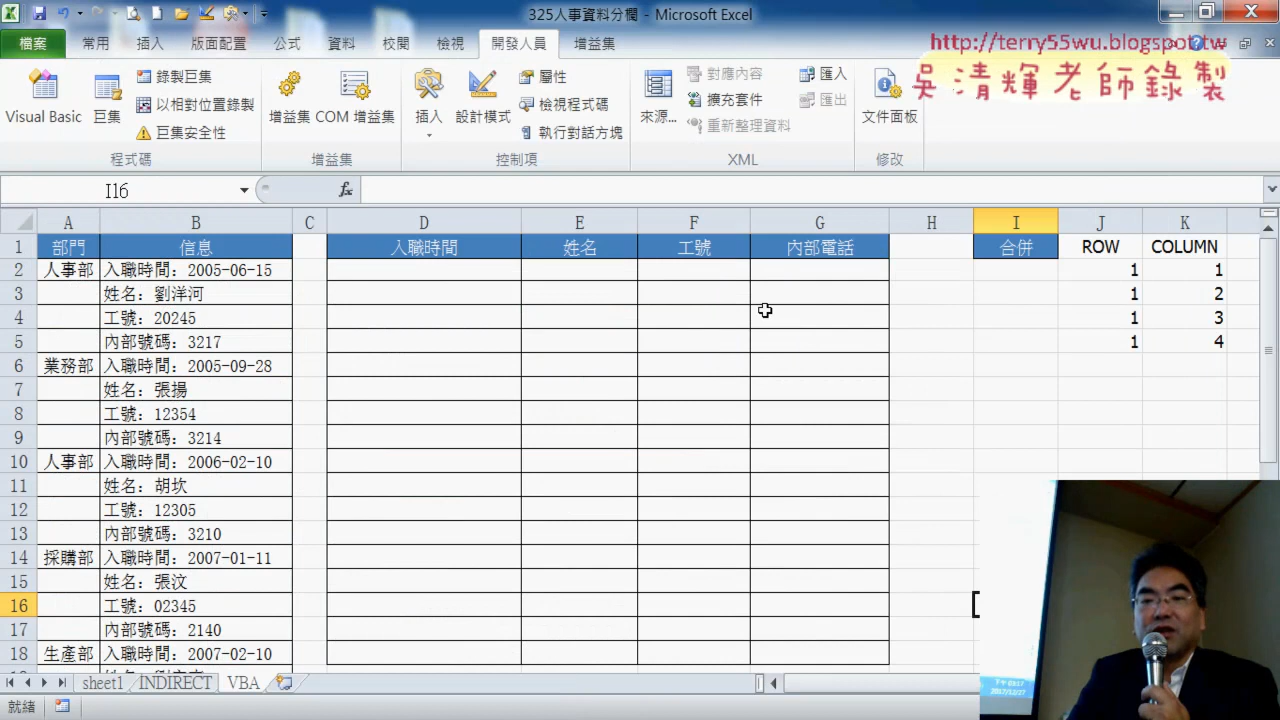 325人事資料分欄 - Microsoft Excel
檔案 常用 插入 版面配置 公式 資料 校閱 檢視 開發人員 增益集
http://terry55wu.blogspot.tw
吳清輝老師錄製
Visual Basic 巨集 錄製巨集 以相對位置錄製 巨集安全性
增益集 COM 增益集
插入 設計模式 屬性 檢視程式碼 執行對話方塊
來源... 對應內容 擴充套件 重新整理資料 匯入 匯出
文件面板
程式碼 增益集 控制項 XML 修改
I16 fx
A B C D E F G H I J K
1 部門 信息 入職時間 姓名 工號 內部電話 合併 ROW COLUMN
2 人事部 入職時間：2005-06-15 1 1
3 姓名：劉洋河 1 2
4 工號：20245 1 3
5 內部號碼：3217 1 4
6 業務部 入職時間：2005-09-28
7 姓名：張揚
8 工號：12354
9 內部號碼：3214
10 人事部 入職時間：2006-02-10
11 姓名：胡坎
12 工號：12305
13 內部號碼：3210
14 採購部 入職時間：2007-01-11
15 姓名：張汶
16 工號：02345
17 內部號碼：2140
18 生產部 入職時間：2007-02-10
sheet1 INDIRECT VBA
就緒
2017/12/27